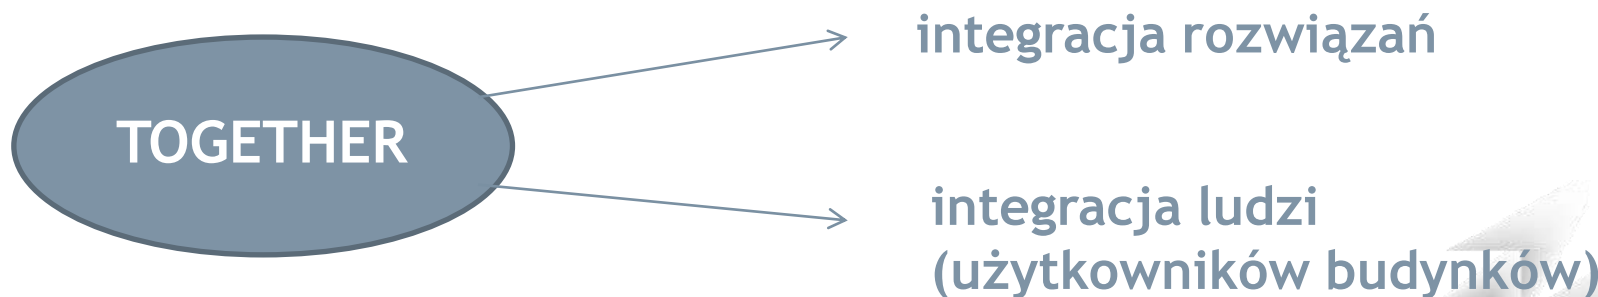 integracja rozwiązań
TOGETHER
integracja ludzi
(użytkowników budynków)